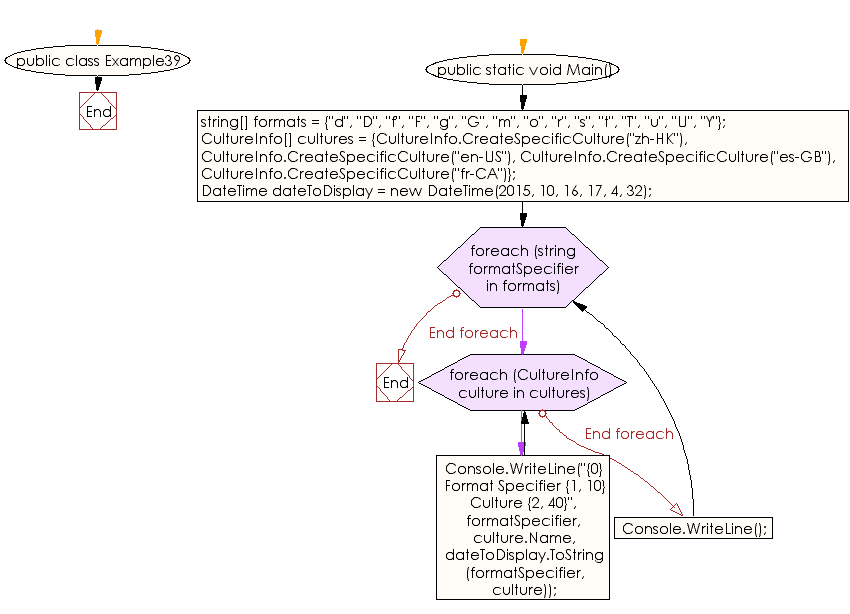 public class Example39
End
public static void Main()
string[] formats = {"d", "D", "f", "F", "g", "G", "m", "o", "r", "s", "t", "T", "u", "U", "Y"};
CultureInfo[] cultures = {CultureInfo.CreateSpecificCulture("zh-HK"),
CultureInfo.CreateSpecificCulture("en-US"), CultureInfo.CreateSpecificCulture("es-GB"),
CultureInfo.CreateSpecificCulture("fr-CA")};
DateTime dateToDisplay = new DateTime(2015, 10, 16, 17, 4, 32);
foreach (string
formatSpecifier
in formats)
End foreach
End
foreach (CultureInfo
culture in cultures)
End foreach
Console.WriteLine("{0}
Format Specifier {1, 10}
Culture {2, 40}",
formatSpecifier,
culture.Name,
dateToDisplay.ToString
(formatSpecifier,
culture));
Console.WriteLine();